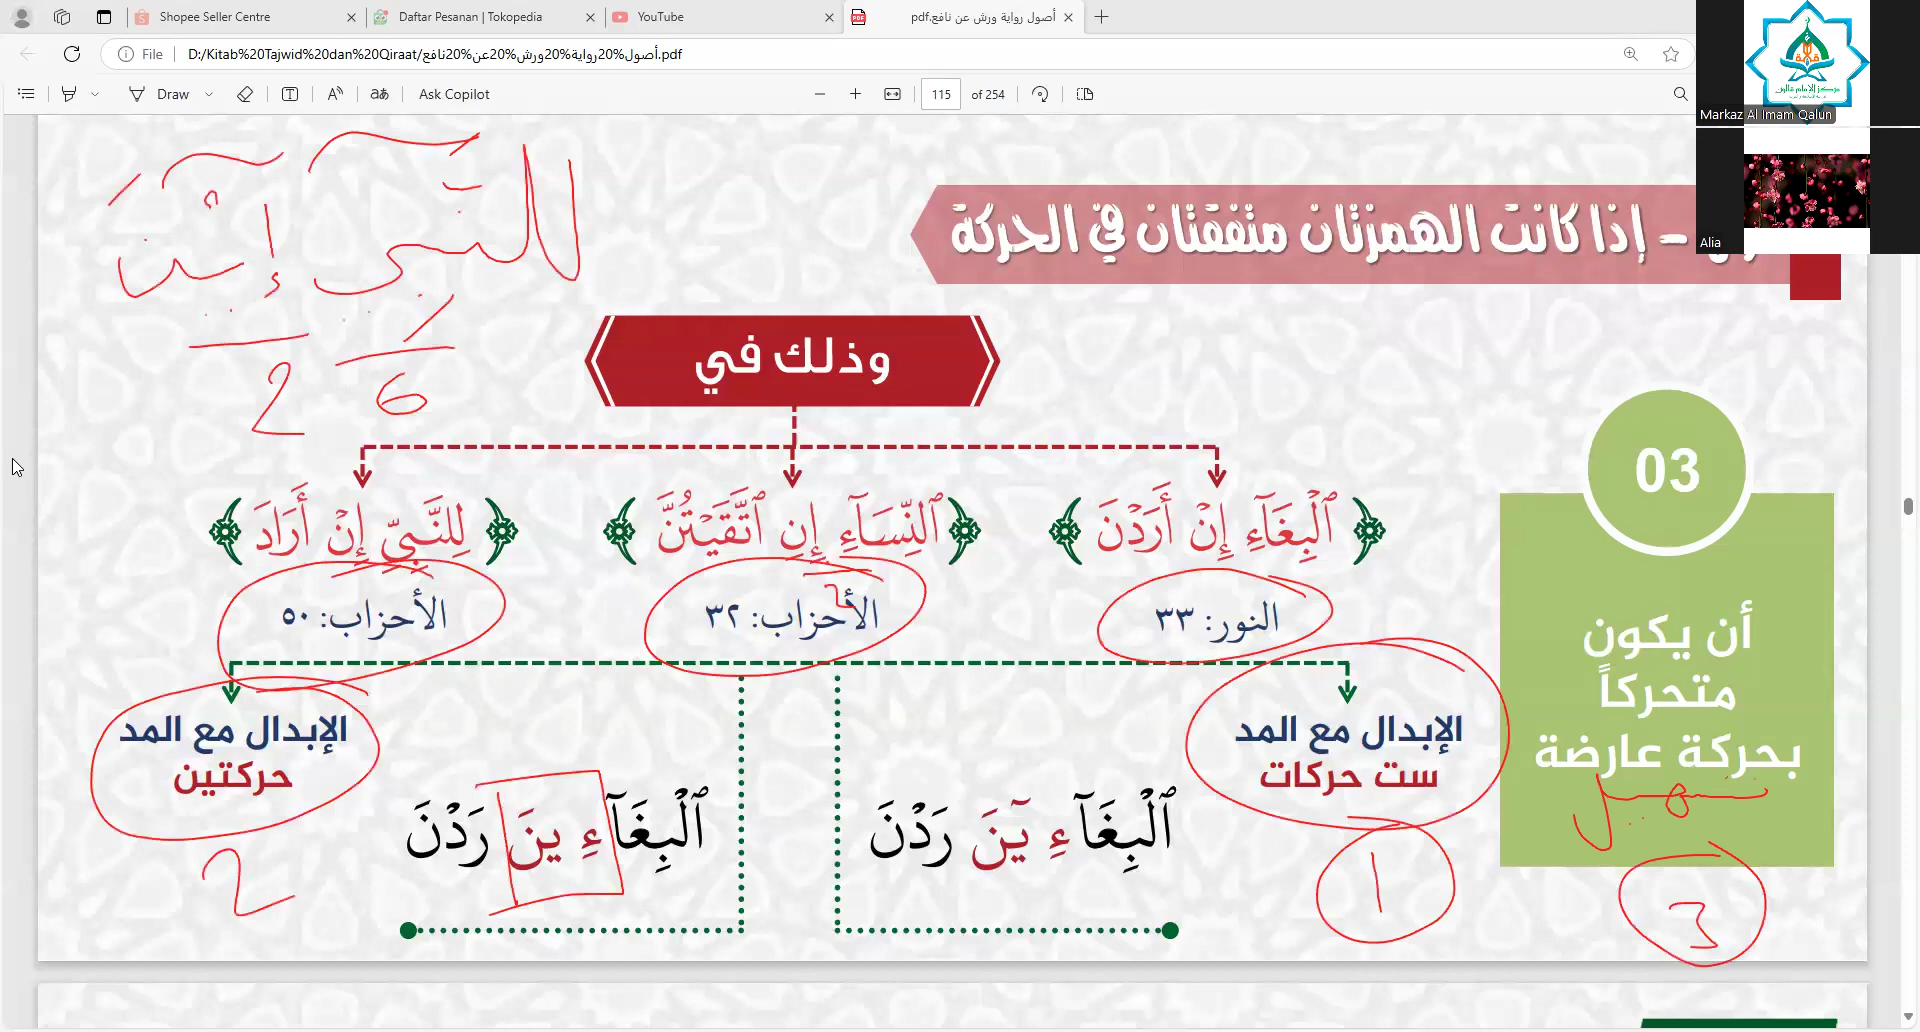 Shopee Seller Centre
Daftar Pesanan | Tokopedia
YouTube
أصول رواية ورش عن نافع.pdf
File
D:/Kitab%20Tajwid%20dan%20Qiraat/أصول%20رواية%20ورش%20عن%20نافع.pdf
Draw
Ask Copilot
115 of 254
مركز الإمام قالون
Markaz Al Imam Qalun
Alia
- إذا كانت الهمزتان متفقتان في الحركة
وذلك في
2
6
03
أن يكون
متحركاً
بحركة عارضة
ٱلۡبِغَآءِ إِنۡ أَرَدۡنَ
ٱلنِّسَآءِ إِنِ ٱتَّقَيۡتُنَّ
لِلنَّبِيِّ إِنۡ أَرَادَ
النور: ٣٣
الأحزاب: ٣٢
الأحزاب: ٥٠
الإبدال مع المد
ست حركات
الإبدال مع المد
حركتين
ٱلۡبِغَآءِ يٓنَ رَدۡنَ
ٱلۡبِغَآءِ ينَ رَدۡنَ
1
2
3